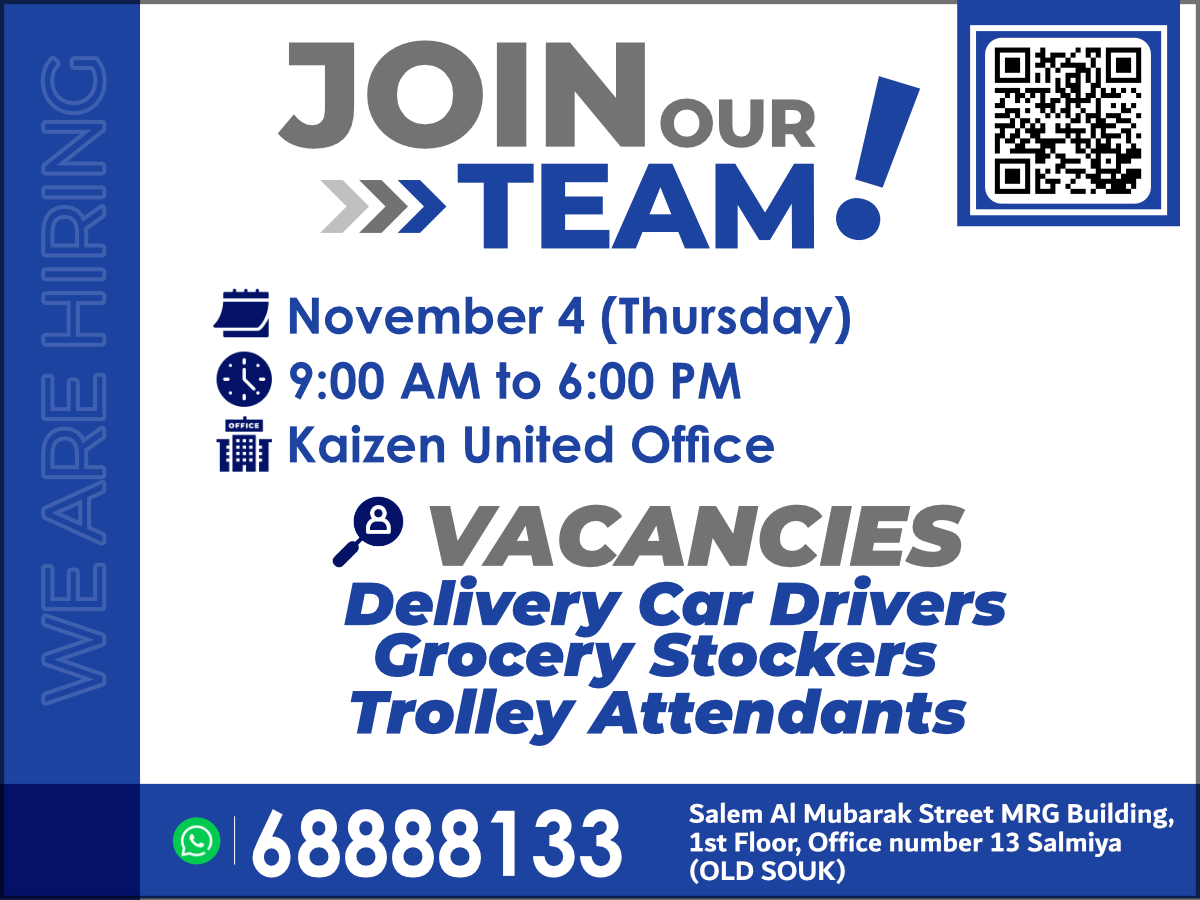 WE ARE HIRING
JOIN OUR
TEAM!
November 4 (Thursday)
9:00 AM to 6:00 PM
OFFICE
Kaizen United Office
VACANCIES
Delivery Car Drivers
Grocery Stockers
Trolley Attendants
68888133
Salem Al Mubarak Street MRG Building,
1st Floor, Office number 13 Salmiya
(OLD SOUK)